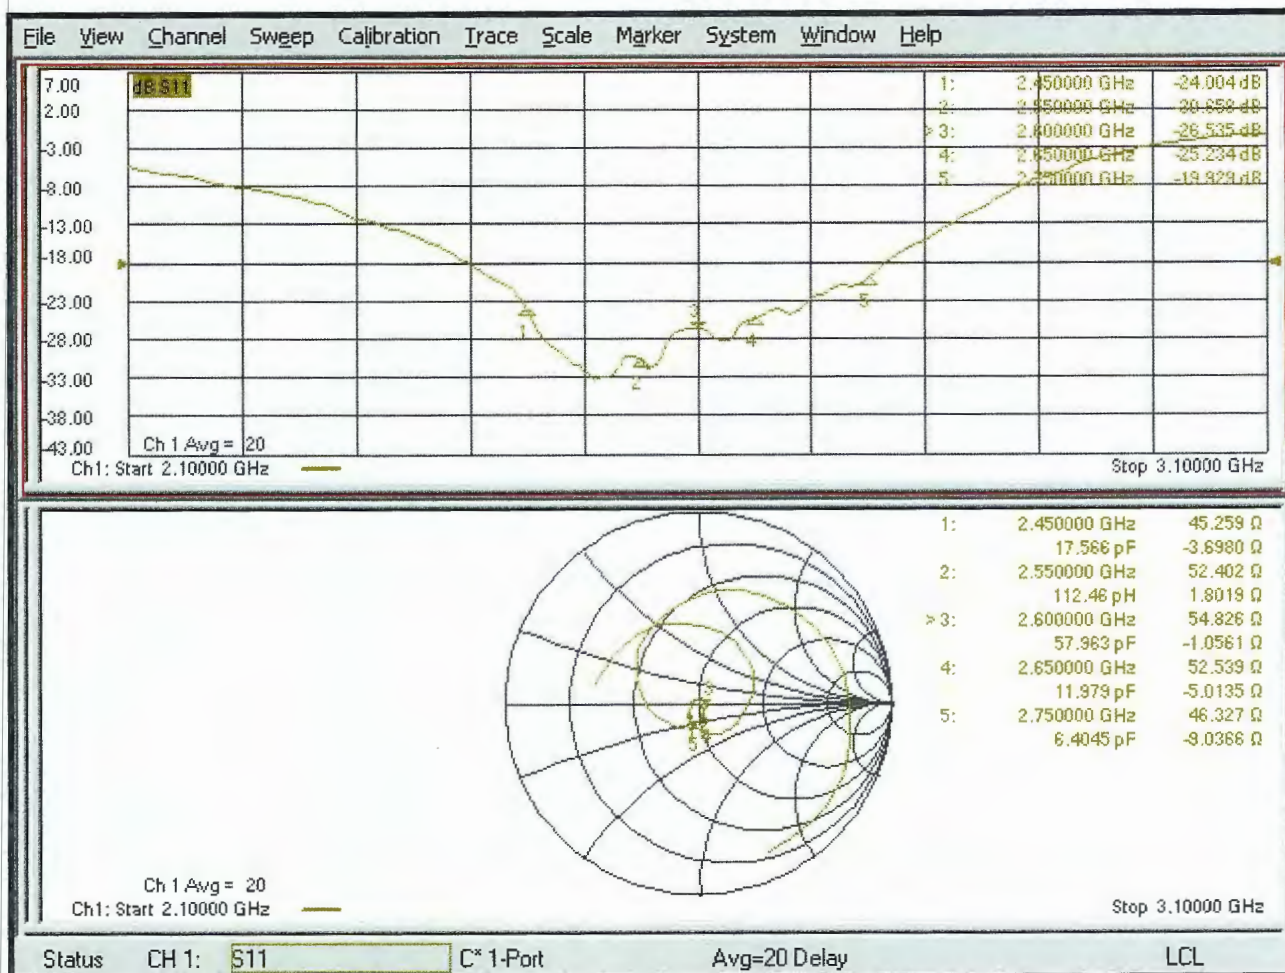 File View Channel Sweep Calibration Trace Scale Marker System Window Help
7.00
dB S11
2.00
-3.00
-8.00
-13.00
-18.00
-23.00
-28.00
-33.00
-38.00
-43.00
1: 2.450000 GHz -24.004 dB
2: 2.550000 GHz -30.658 dB
> 3: 2.600000 GHz -26.535 dB
4: 2.650000 GHz -25.234 dB
5: 2.750000 GHz -19.929 dB
1
2
3
4
5
Ch 1 Avg = 20
Ch1: Start 2.10000 GHz
Stop 3.10000 GHz
1: 2.450000 GHz 45.259 Ω
17.566 pF -3.6980 Ω
2: 2.550000 GHz 52.402 Ω
112.46 pH 1.8019 Ω
> 3: 2.600000 GHz 54.826 Ω
57.963 pF -1.0561 Ω
4: 2.650000 GHz 52.539 Ω
11.979 pF -5.0135 Ω
5: 2.750000 GHz 46.327 Ω
6.4045 pF -9.0366 Ω
3
5
Ch 1 Avg = 20
Ch1: Start 2.10000 GHz
Stop 3.10000 GHz
Status CH 1: S11 C* 1-Port Avg=20 Delay LCL